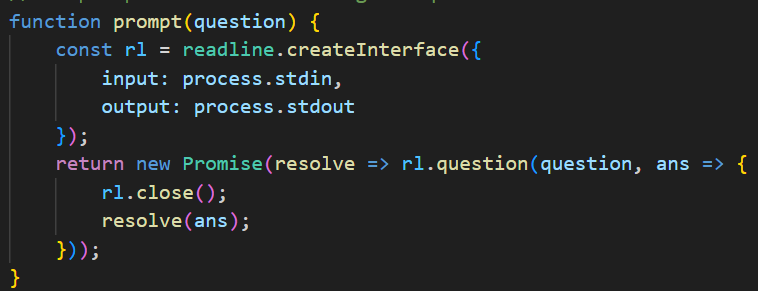 function prompt(question) {
    const rl = readline.createInterface({
        input: process.stdin,
        output: process.stdout
    });
    return new Promise(resolve => rl.question(question, ans => {
        rl.close();
        resolve(ans);
    }));
}